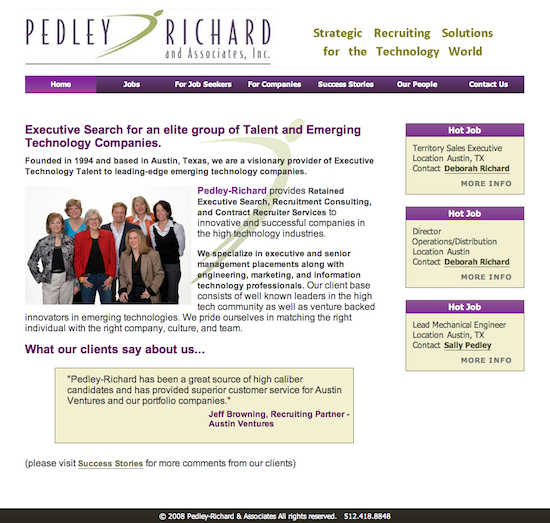 PEDLEY RICHARD
and Associates, Inc.
Strategic Recruiting Solutions
for the Technology World
Home Jobs For Job Seekers For Companies Success Stories Our People Contact Us
Executive Search for an elite group of Talent and Emerging
Technology Companies.
Founded in 1994 and based in Austin, Texas, we are a visionary provider of Executive
Technology Talent to leading-edge emerging technology companies.
Pedley-Richard provides Retained
Executive Search, Recruitment Consulting,
and Contract Recruiter Services to
innovative and successful companies in
the high technology industries.
We specialize in executive and senior
management placements along with
engineering, marketing, and information
technology professionals. Our client base
consists of well known leaders in the high
tech community as well as venture backed
innovators in emerging technologies. We pride ourselves in matching the right
individual with the right company, culture, and team.
What our clients say about us...
"Pedley-Richard has been a great source of high caliber
candidates and has provided superior customer service for Austin
Ventures and our portfolio companies."
Jeff Browning, Recruiting Partner -
Austin Ventures
(please visit Success Stories for more comments from our clients)
Hot Job
Territory Sales Executive
Location Austin, TX
Contact Deborah Richard
MORE INFO
Hot Job
Director
Operations/Distribution
Location Austin
Contact Deborah Richard
MORE INFO
Hot Job
Lead Mechanical Engineer
Location Austin, TX
Contact Sally Pedley
MORE INFO
© 2008 Pedley-Richard & Associates All rights reserved. 512.418.8848